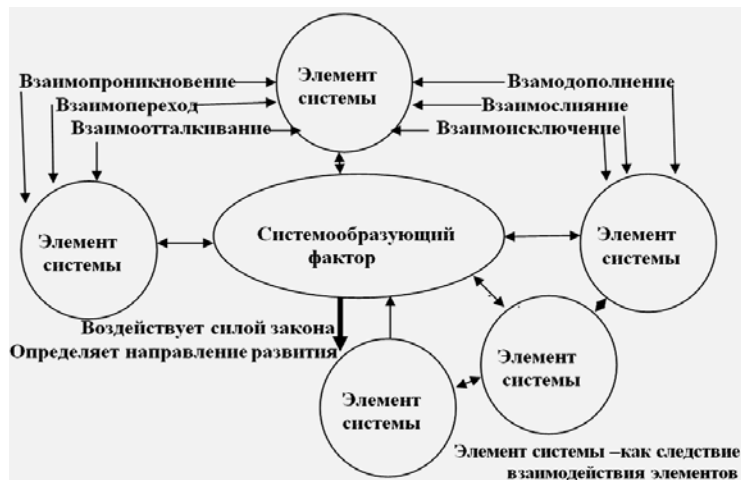 Элемент
системы
Взаимопроникновение
Взаимопереход
Взаимоотталкивание
Взамодополнение
Взаимослияние
Взаимоисключение
Элемент
системы
Системообразующий
фактор
Элемент
системы
Воздействует силой закона
Определяет направление развития
Элемент
системы
Элемент
системы
Элемент системы –как следствие
взаимодействия элементов